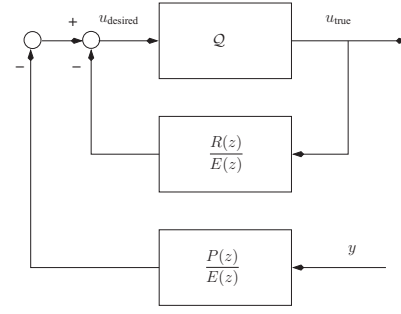 + u_desired Q u_true
−
−
R(z)
E(z)
P(z)
E(z)
y